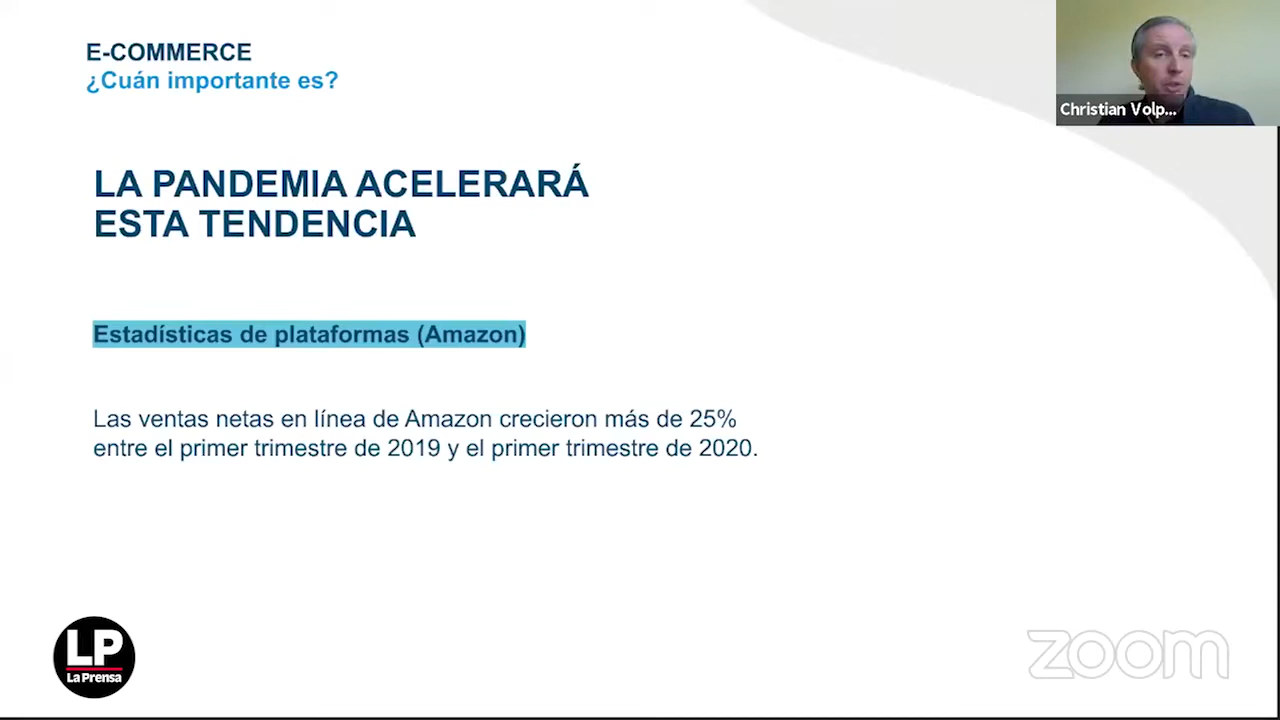 E-COMMERCE
¿Cuán importante es?
Christian Volp...
LA PANDEMIA ACELERARÁ
ESTA TENDENCIA
Estadísticas de plataformas (Amazon)
Las ventas netas en línea de Amazon crecieron más de 25%
entre el primer trimestre de 2019 y el primer trimestre de 2020.
LP
La Prensa
zoom